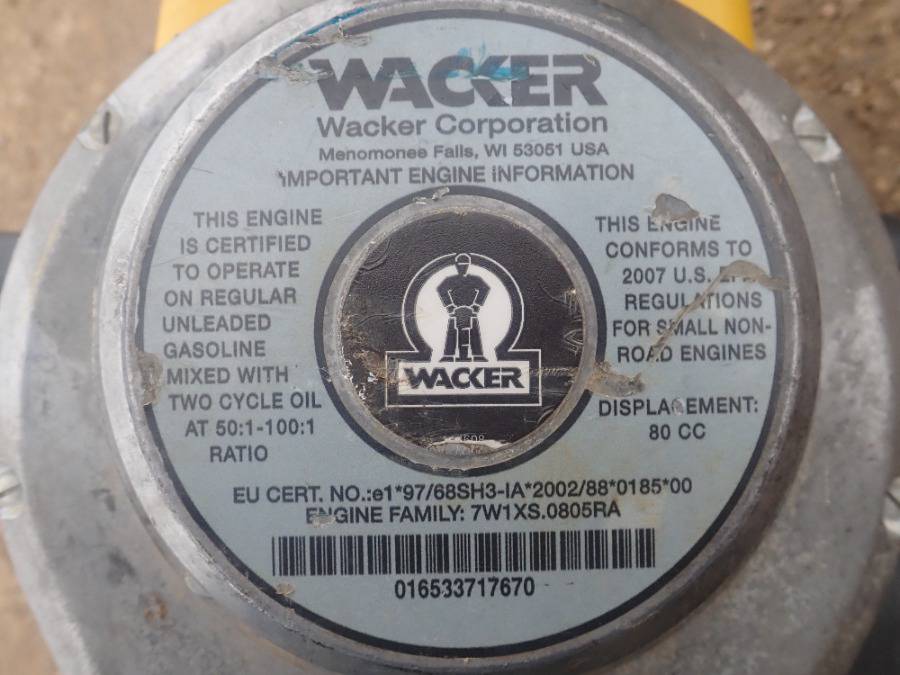 WACKER
Wacker Corporation
Menomonee Falls, WI 53051 USA
IMPORTANT ENGINE INFORMATION
THIS ENGINE
IS CERTIFIED
TO OPERATE
ON REGULAR
UNLEADED
GASOLINE
MIXED WITH
TWO CYCLE OIL
AT 50:1-100:1
RATIO
WACKER
THIS ENGINE
CONFORMS TO
2007 U.S. EPA
REGULATIONS
FOR SMALL NON-
ROAD ENGINES
DISPLACEMENT:
80 CC
EU CERT. NO.:e1*97/68SH3-IA*2002/88*0185*00
ENGINE FAMILY: 7W1XS.0805RA
016533717670